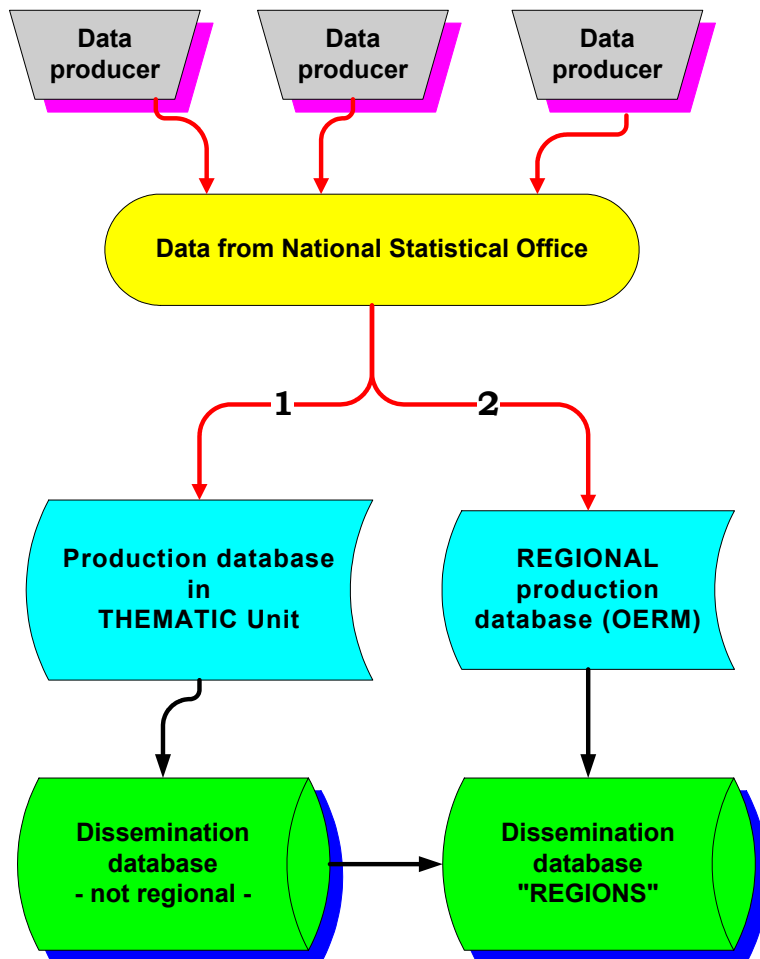 Data
producer
Data
producer
Data
producer
Data from National Statistical Office
1
2
Production database
in
THEMATIC Unit
REGIONAL
production
database (OERM)
Dissemination
database
- not regional -
Dissemination
database
"REGIONS"